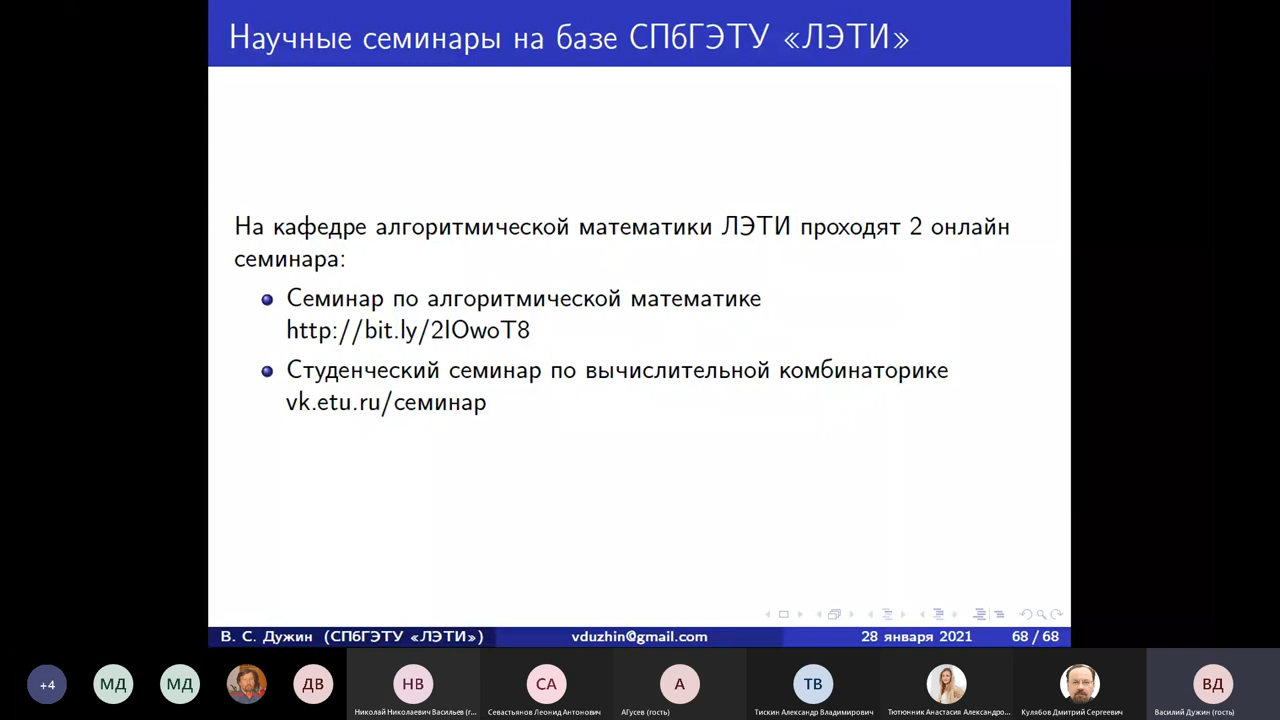 Научные семинары на базе СПбГЭТУ «ЛЭТИ»
На кафедре алгоритмической математики ЛЭТИ проходят 2 онлайн
семинара:
Семинар по алгоритмической математике
http://bit.ly/2IOwoT8
Студенческий семинар по вычислительной комбинаторике
vk.etu.ru/семинар
В. С. Дужин (СПбГЭТУ «ЛЭТИ») vduzhin@gmail.com 28 января 2021 68 / 68
+4 МД МД ДВ НВ СА А ТВ ВД
Николай Николаевич Васильев (г... Севастьянов Леонид Антонович АГусев (гость) Тискин Александр Владимирович Тютюнник Анастасия Александро... Кулябов Дмитрий Сергеевич Василий Дужин (гость)